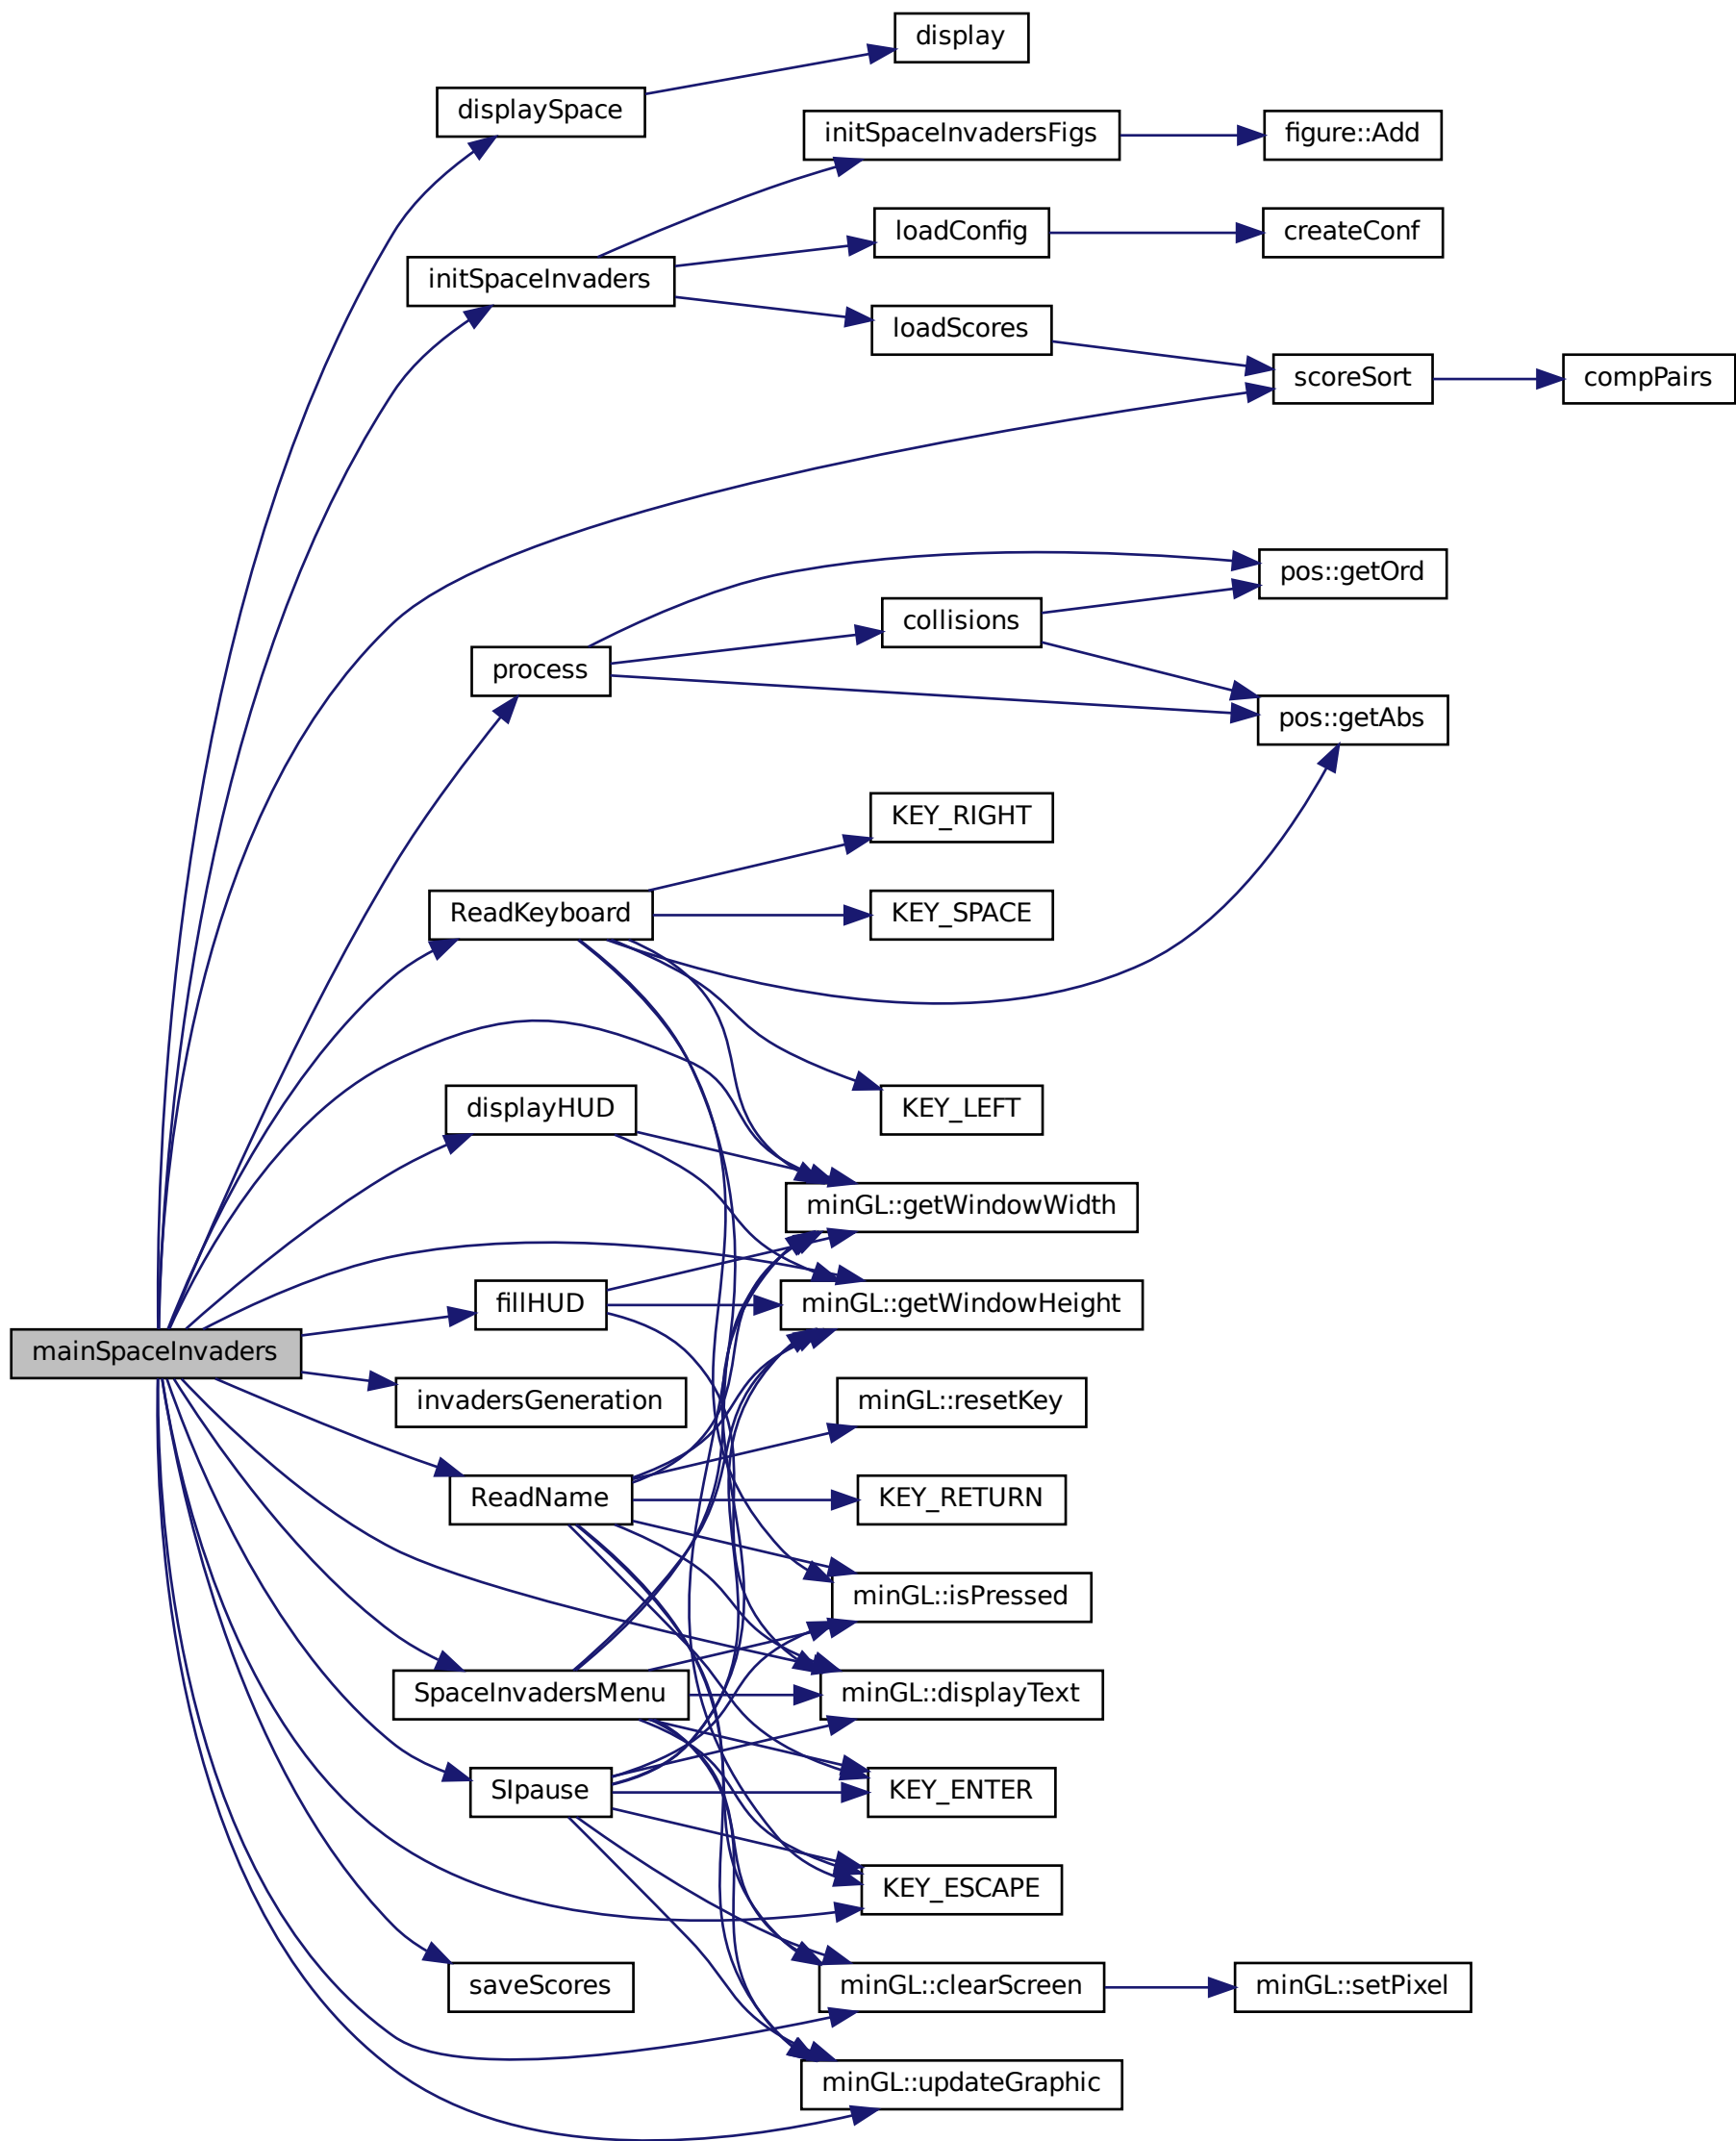 display
displaySpace
initSpaceInvadersFigs
figure::Add
loadConfig
createConf
initSpaceInvaders
loadScores
scoreSort
compPairs
pos::getOrd
collisions
process
pos::getAbs
KEY_RIGHT
ReadKeyboard
KEY_SPACE
displayHUD
KEY_LEFT
minGL::getWindowWidth
fillHUD
minGL::getWindowHeight
mainSpaceInvaders
invadersGeneration
minGL::resetKey
ReadName
KEY_RETURN
minGL::isPressed
SpaceInvadersMenu
minGL::displayText
SIpause
KEY_ENTER
KEY_ESCAPE
saveScores
minGL::clearScreen
minGL::setPixel
minGL::updateGraphic